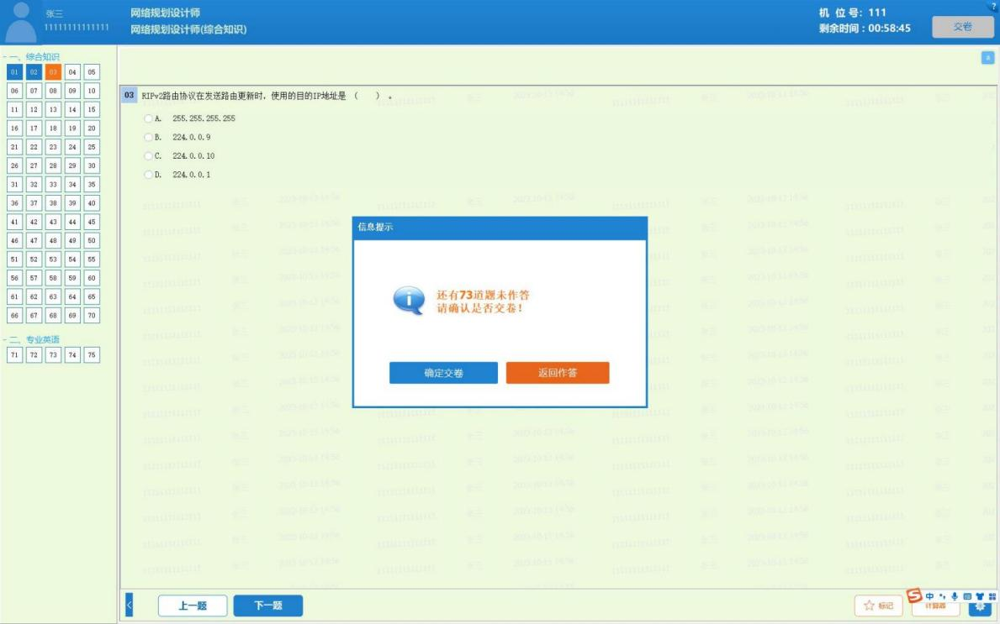 张三
11111111111111
网络规划设计师
网络规划设计师(综合知识)
机 位 号: 111
剩余时间 : 00:58:45
?
交卷
- 一、综合知识
01 02 03 04 05
06 07 08 09 10
11 12 13 14 15
16 17 18 19 20
21 22 23 24 25
26 27 28 29 30
31 32 33 34 35
36 37 38 39 40
41 42 43 44 45
46 47 48 49 50
51 52 53 54 55
56 57 58 59 60
61 62 63 64 65
66 67 68 69 70
- 二、专业英语
71 72 73 74 75
03 RIPv2路由协议在发送路由更新时，使用的目的IP地址是（ ）。
A. 255.255.255.255
B. 224.0.0.9
C. 224.0.0.10
D. 224.0.0.1
信息提示
还有73道题未作答
请确认是否交卷!
确定交卷
返回作答
上一题
下一题
标记
计算器
中